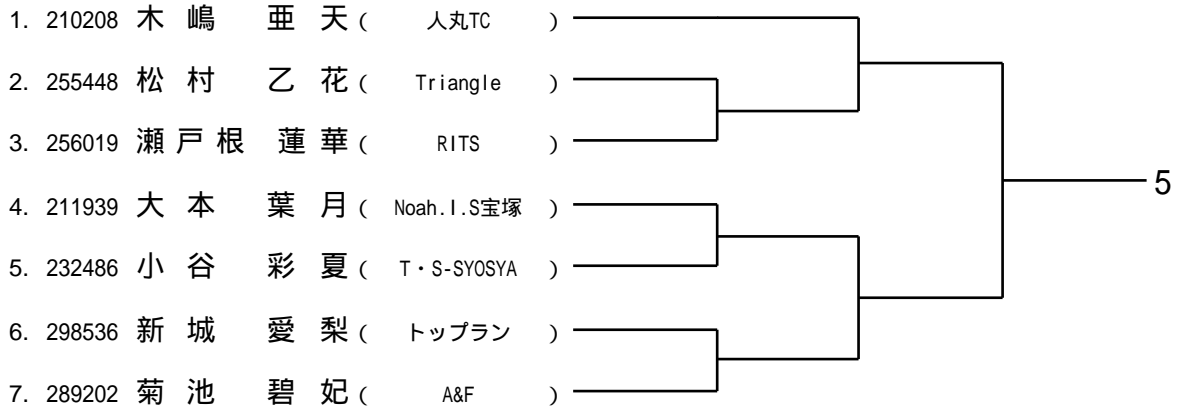 1. 210208 木 嶋 亜 天 ( 人丸TC )
2. 255448 松 村 乙 花 ( Triangle )
3. 256019 瀬戸根 蓮 華 ( RITS )
5
4. 211939 大 本 葉 月 ( Noah.I.S宝塚 )
5. 232486 小 谷 彩 夏 ( T・S-SYOSYA )
6. 298536 新 城 愛 梨 ( トップラン )
7. 289202 菊 池 碧 妃 ( A&F )